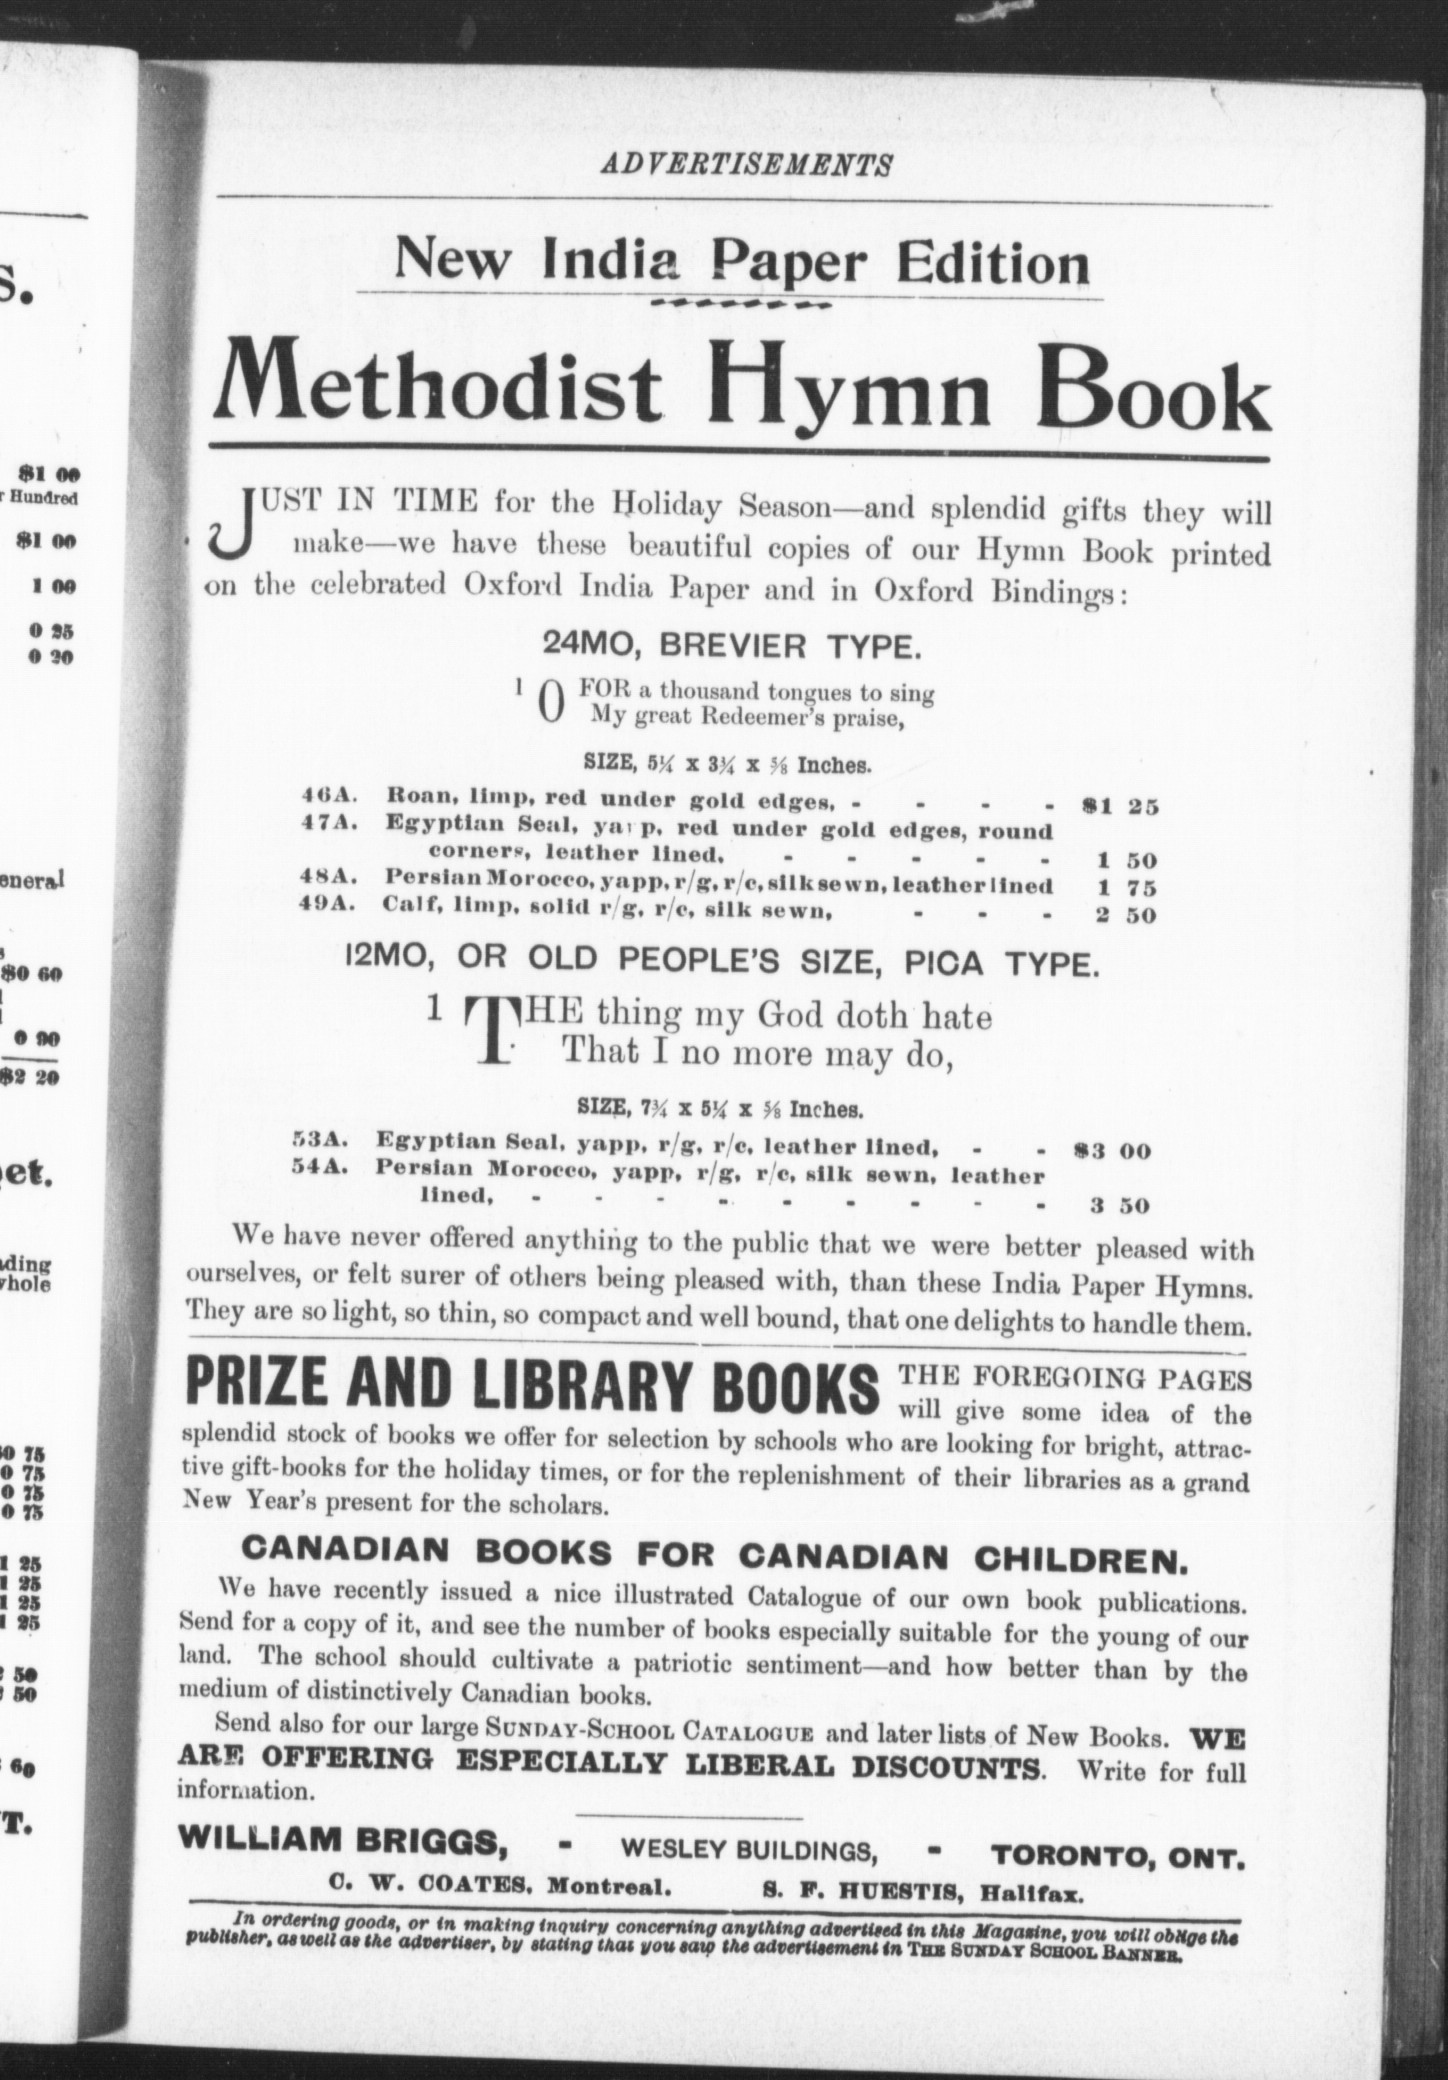 ADVERTISEMENTS
New India Paper Edition
Methodist Hymn Book
JUST IN TIME for the Holiday Season—and splendid gifts they will
make—we have these beautiful copies of our Hymn Book printed
on the celebrated Oxford India Paper and in Oxford Bindings:
24MO, BREVIER TYPE.
1 O FOR a thousand tongues to sing
My great Redeemer's praise,
SIZE, 5¼ x 3¾ x ⅝ Inches.
46A. Roan, limp, red under gold edges, - - - - $1 25
47A. Egyptian Seal, yapp, red under gold edges, round
corners, leather lined, - - - - - 1 50
48A. Persian Morocco, yapp, r/g, r/c, silk sewn, leather lined 1 75
49A. Calf, limp, solid r/g, r/c, silk sewn, - - - 2 50
12MO, OR OLD PEOPLE'S SIZE, PICA TYPE.
1 THE thing my God doth hate
That I no more may do,
SIZE, 7¾ x 5¼ x ⅝ Inches.
53A. Egyptian Seal, yapp, r/g, r/c, leather lined, - - $3 00
54A. Persian Morocco, yapp, r/g, r/c, silk sewn, leather
lined, - - - - - - - - - 3 50
We have never offered anything to the public that we were better pleased with
ourselves, or felt surer of others being pleased with, than these India Paper Hymns.
They are so light, so thin, so compact and well bound, that one delights to handle them.
PRIZE AND LIBRARY BOOKS THE FOREGOING PAGES
will give some idea of the
splendid stock of books we offer for selection by schools who are looking for bright, attrac-
tive gift-books for the holiday times, or for the replenishment of their libraries as a grand
New Year's present for the scholars.
CANADIAN BOOKS FOR CANADIAN CHILDREN.
We have recently issued a nice illustrated Catalogue of our own book publications.
Send for a copy of it, and see the number of books especially suitable for the young of our
land. The school should cultivate a patriotic sentiment—and how better than by the
medium of distinctively Canadian books.
Send also for our large SUNDAY-SCHOOL CATALOGUE and later lists of New Books. WE
ARE OFFERING ESPECIALLY LIBERAL DISCOUNTS. Write for full
information.
WILLIAM BRIGGS, - WESLEY BUILDINGS, - TORONTO, ONT.
C. W. COATES, Montreal. S. F. HUESTIS, Halifax.
In ordering goods, or in making inquiry concerning anything advertised in this Magazine, you will oblige the
publisher, as well as the advertiser, by stating that you saw the advertisement in THE SUNDAY SCHOOL BANNER.